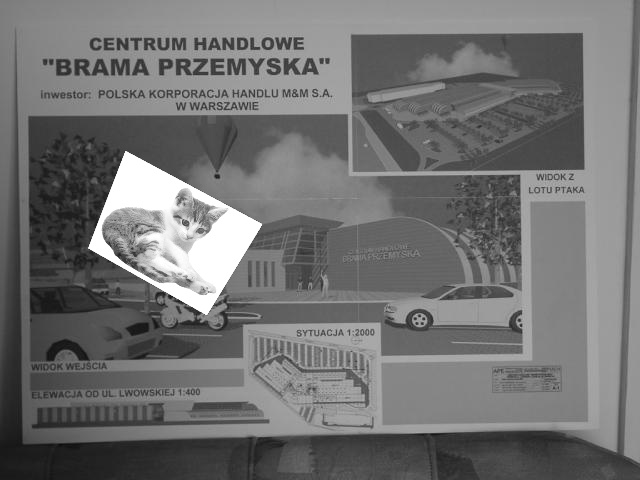 CENTRUM HANDLOWE
"BRAMA PRZEMYSKA"
inwestor: POLSKA KORPORACJA HANDLU M&M S.A.
W WARSZAWIE
WIDOK Z
LOTU PTAKA
CENTRUM HANDLOWE
BRAMA PRZEMYSKA
SYTUACJA 1:2000
WIDOK WEJŚCIA
ELEWACJA OD UL. LWOWSKIEJ 1:400